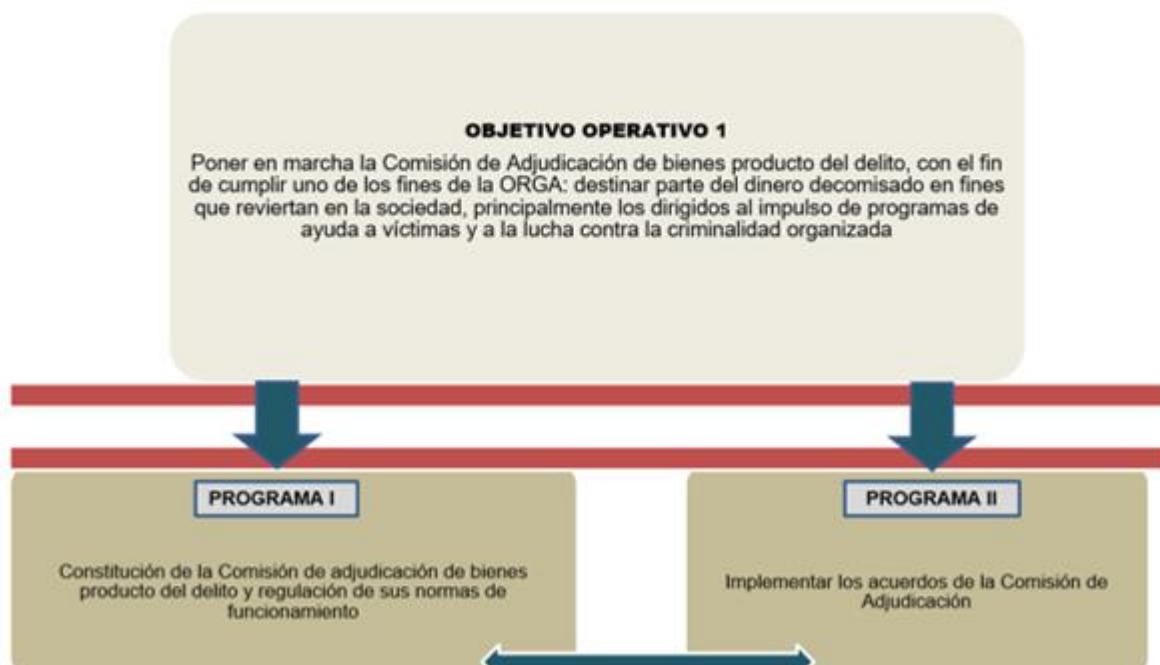 OBJETIVO OPERATIVO 1
Poner en marcha la Comisión de Adjudicación de bienes producto del delito, con el fin
de cumplir uno de los fines de la ORGA: destinar parte del dinero decomisado en fines
que reviertan en la sociedad, principalmente los dirigidos al impulso de programas de
ayuda a víctimas y a la lucha contra la criminalidad organizada
PROGRAMA I
Constitución de la Comisión de adjudicación de bienes
producto del delito y regulación de sus normas de
funcionamiento
PROGRAMA II
Implementar los acuerdos de la Comisión de
Adjudicación